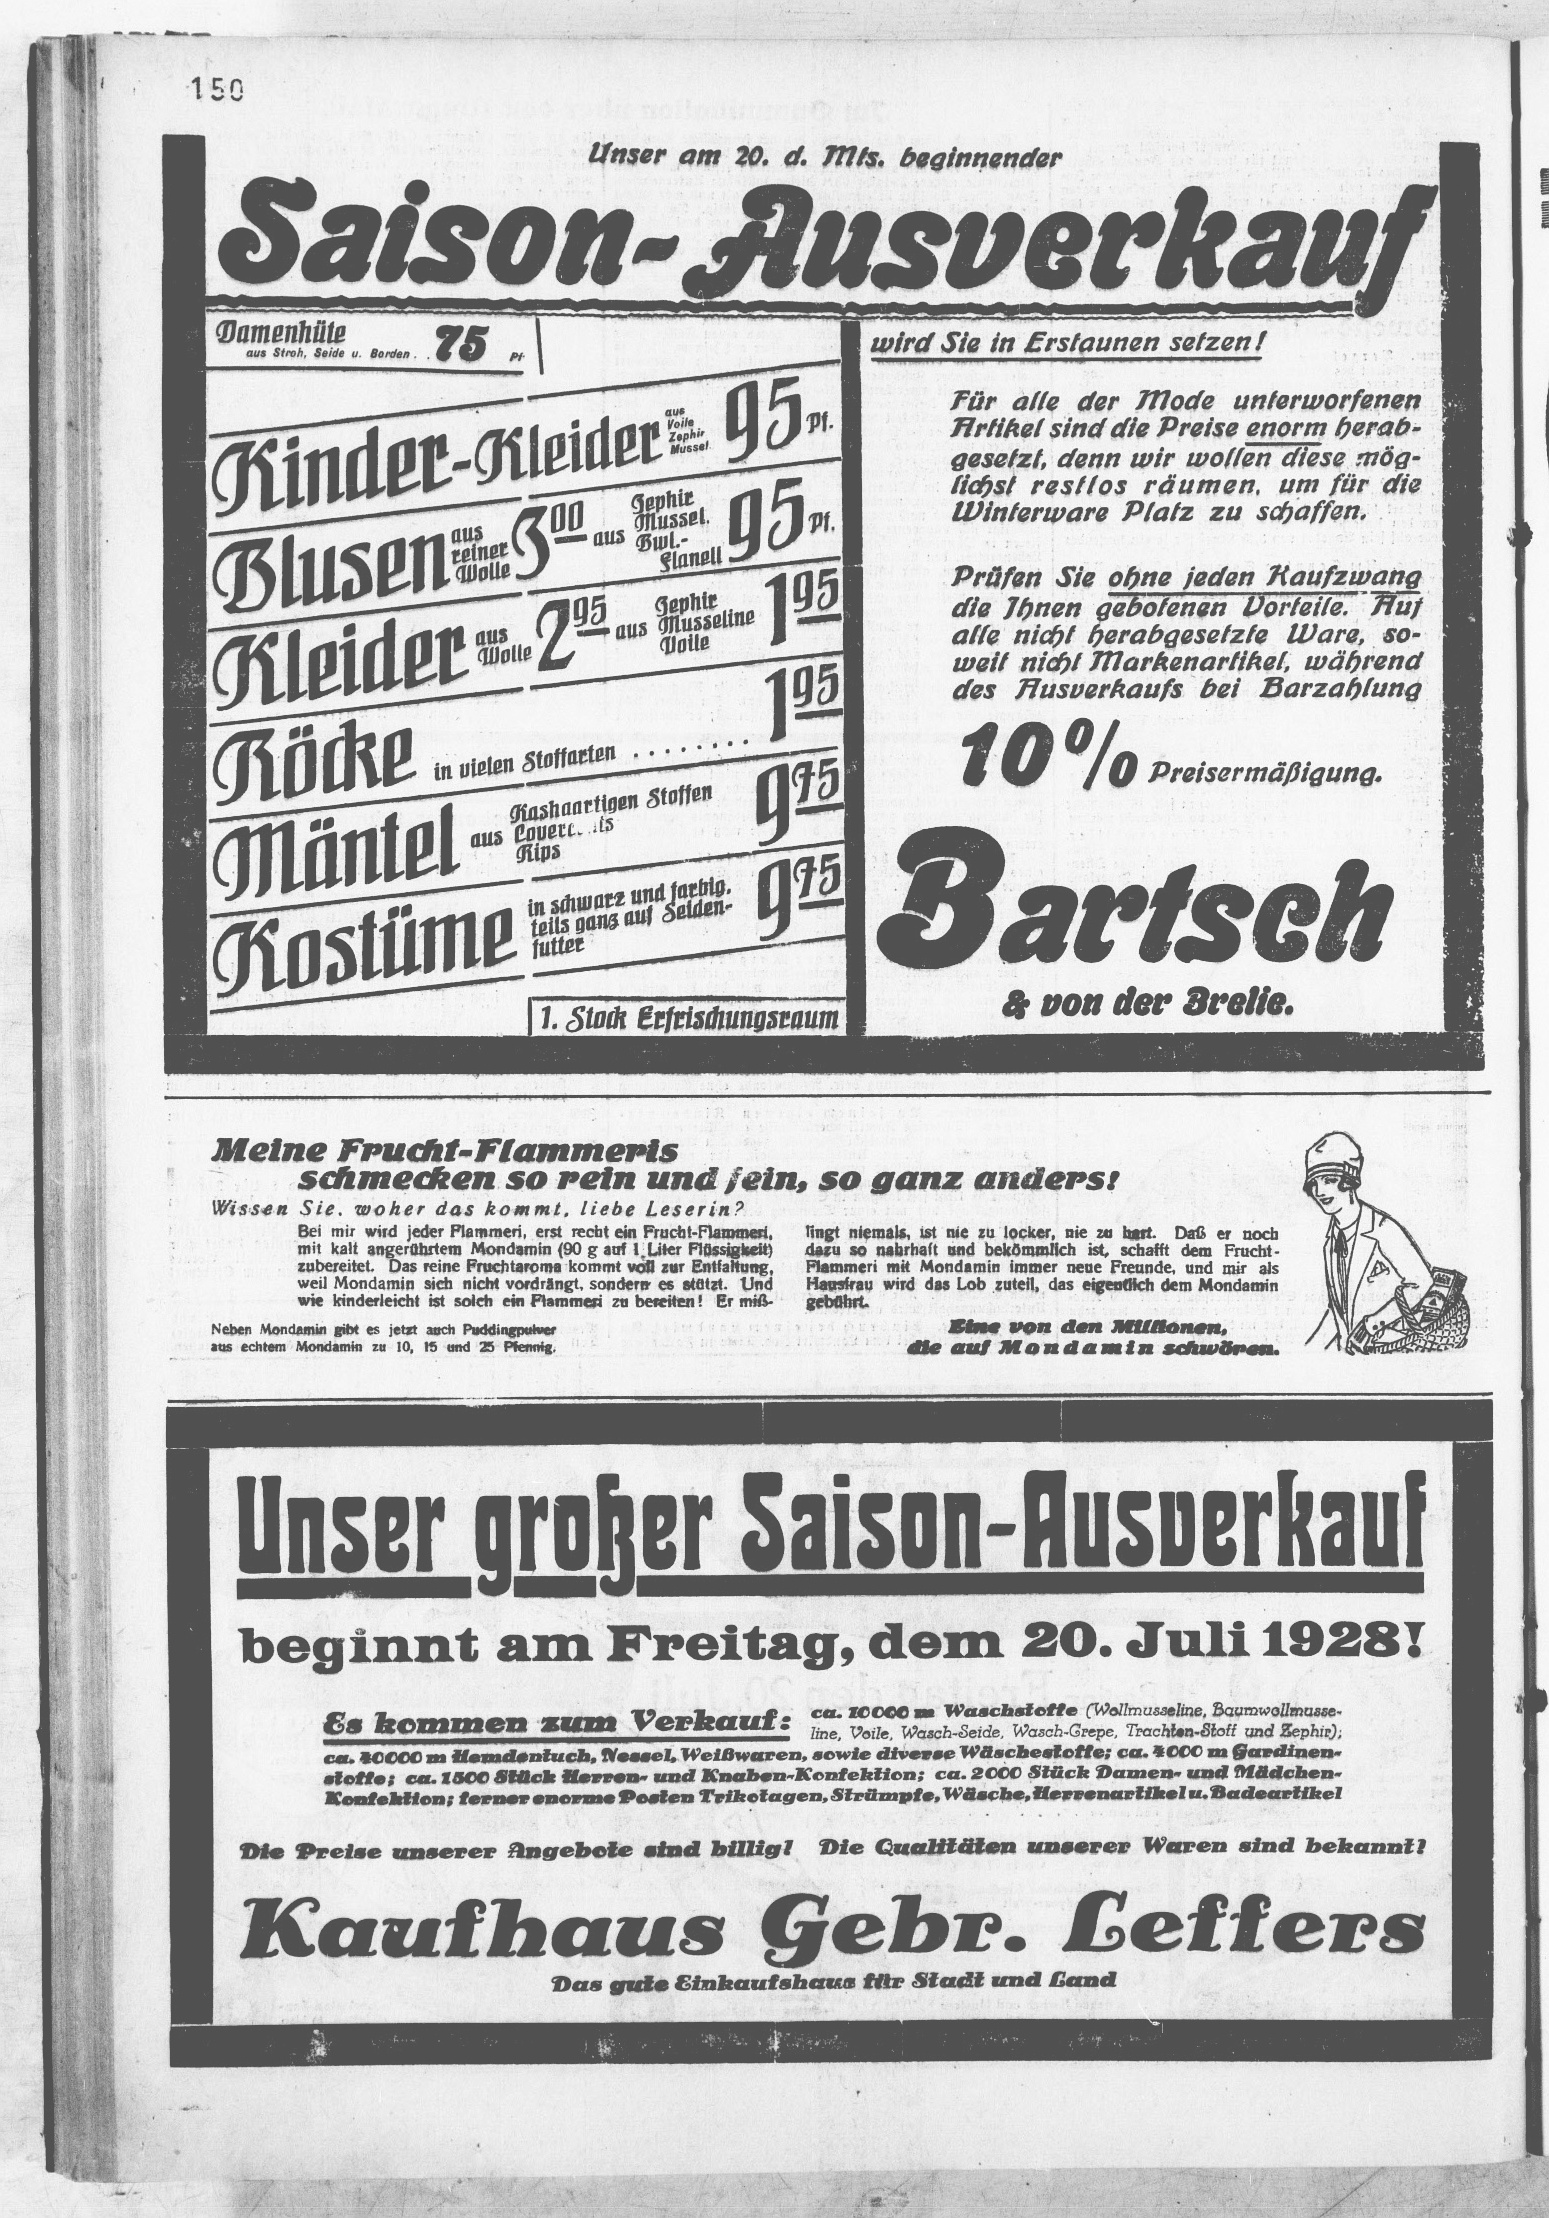 150
Unser am 20. d. Mts. beginnender
Saison-Ausverkauf
Damenhüte
aus Stroh, Seide u. Borden . . 75 Pf.
Kinder-Kleider aus Voile Zephir Mussel. 95 Pf.
Blusen aus reiner Wolle 3 00 aus Zephir Mussel. Bwl.-Flanell 95 Pf.
Kleider aus Wolle 2 95 aus Zephir Musseline Voile 1 95
Röcke in vielen Stoffarten . . . . . . . . 1 95
Mäntel aus Kashaartigen Stoffen Rips 9 75
Kostüme in schwarz und farbig, teils ganz auf Seiden-futter 9 75
1. Stock Erfrischungsraum
wird Sie in Erstaunen setzen!
Für alle der Mode unterworfenen
Artikel sind die Preise enorm herab-
gesetzt, denn wir wollen diese mög-
lichst restlos räumen, um für die
Winterware Platz zu schaffen.
Prüfen Sie ohne jeden Kaufzwang
die Ihnen gebotenen Vorteile. Auf
alle nicht herabgesetzte Ware, so-
weit nicht Markenartikel, während
des Ausverkaufs bei Barzahlung
10% Preisermäßigung.
Bartsch
& von der Brelie.
Meine Frucht-Flammeris
schmecken so rein und fein, so ganz anders!
Wissen Sie, woher das kommt, liebe Leserin?
Bei mir wird jeder Flammeri, erst recht ein Frucht-Flammeri,
mit kalt angerührtem Mondamin (90 g auf 1 Liter Flüssigkeit)
zubereitet. Das reine Fruchtaroma kommt voll zur Entfaltung,
weil Mondamin sich nicht vordrängt, sondern es stützt. Und
wie kinderleicht ist solch ein Flammeri zu bereiten! Er miß-
lingt niemals, ist nie zu locker, nie zu hart. Daß er noch
dazu so nahrhaft und bekömmlich ist, schafft dem Frucht-
Flammeri mit Mondamin immer neue Freunde, und mir als
Hausfrau wird das Lob zuteil, das eigentlich dem Mondamin
gebührt.
Neben Mondamin gibt es jetzt auch Puddingpulver
aus echtem Mondamin zu 10, 15 und 25 Pfennig.
Eine von den Millionen,
die auf Mondamin schwören.
Unser großer Saison-Ausverkauf
beginnt am Freitag, dem 20. Juli 1928!
Es kommen zum Verkauf: ca. 10000 m Waschstoffe (Wollmusseline, Baumwollmusse-
line, Voile, Wasch-Seide, Wasch-Crepe, Trachten-Stoff und Zephir);
ca. 40000 m Hemdentuch, Nessel, Weißwaren, sowie diverse Wäschestoffe; ca. 4000 m Gardinen-
stoffe; ca. 1500 Stück Herren- und Knaben-Konfektion; ca. 2000 Stück Damen- und Mädchen-
Konfektion; ferner enorme Posten Trikotagen, Strümpfe, Wäsche, Herrenartikel u. Badeartikel
Die Preise unserer Angebote sind billig! Die Qualitäten unserer Waren sind bekannt!
Kaufhaus Gebr. Leffers
Das gute Einkaufshaus für Stadt und Land